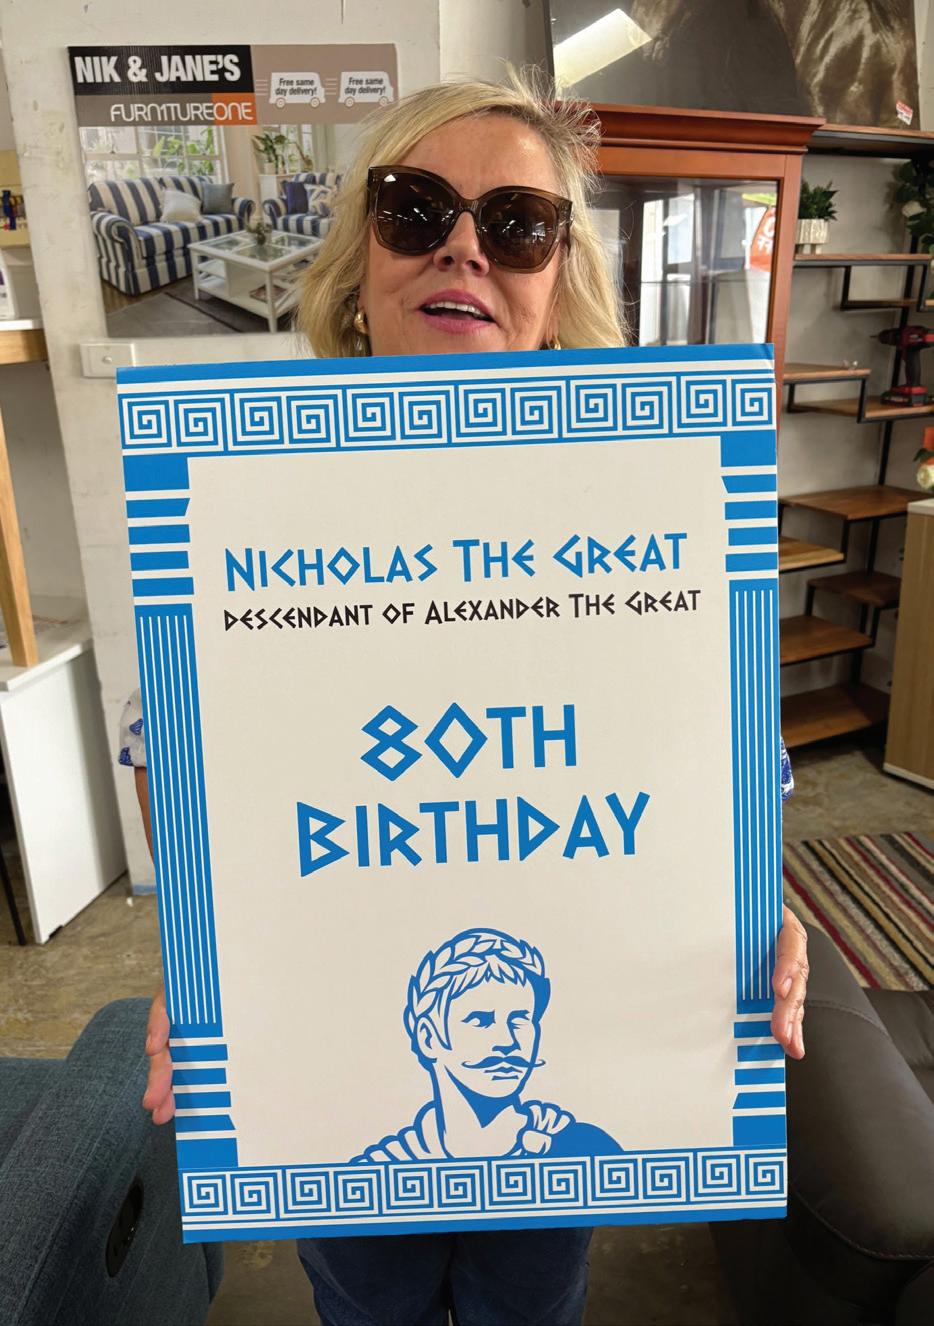 NIK & JANE'S
FURN1TUREONE
Free same
day delivery!
Free same
day delivery!
NICHOLAS THE GREAT
DESCENDANT OF ALEXANDER THE GREAT
80TH
BIRTHDAY